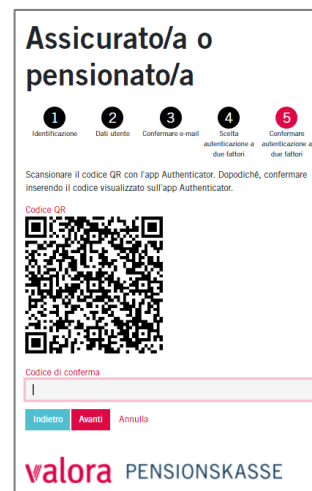 Assicurato/a o
pensionato/a
1 2 3 4 5
Identificazione Dati utente Confermare e-mail Scelta autenticazione a due fattori Confermare autenticazione a due fattori
Scansionare il codice QR con l'app Authenticator. Dopodiché, confermare
inserendo il codice visualizzato sull'app Authenticator.
Codice QR
Codice di conferma
Indietro Avanti Annulla
valora PENSIONSKASSE